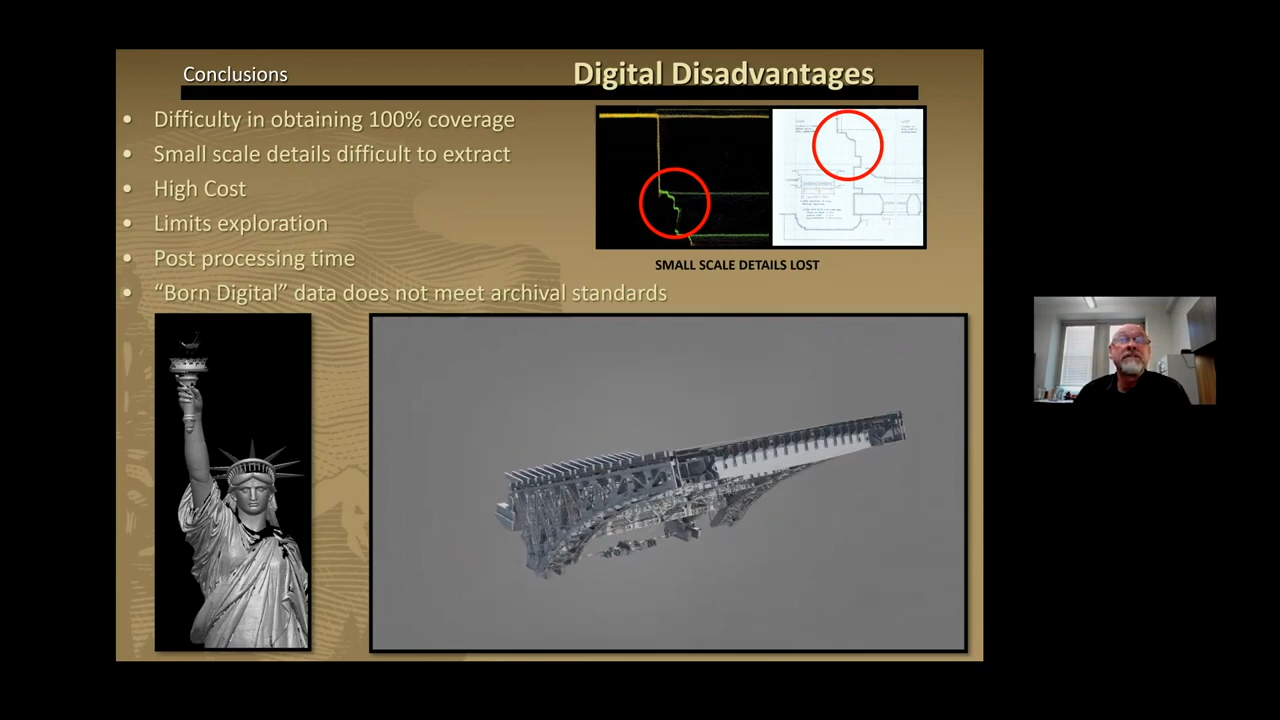 Conclusions
Digital Disadvantages
• Difficulty in obtaining 100% coverage
• Small scale details difficult to extract
• High Cost
• Limits exploration
• Post processing time
• “Born Digital” data does not meet archival standards
SMALL SCALE DETAILS LOST